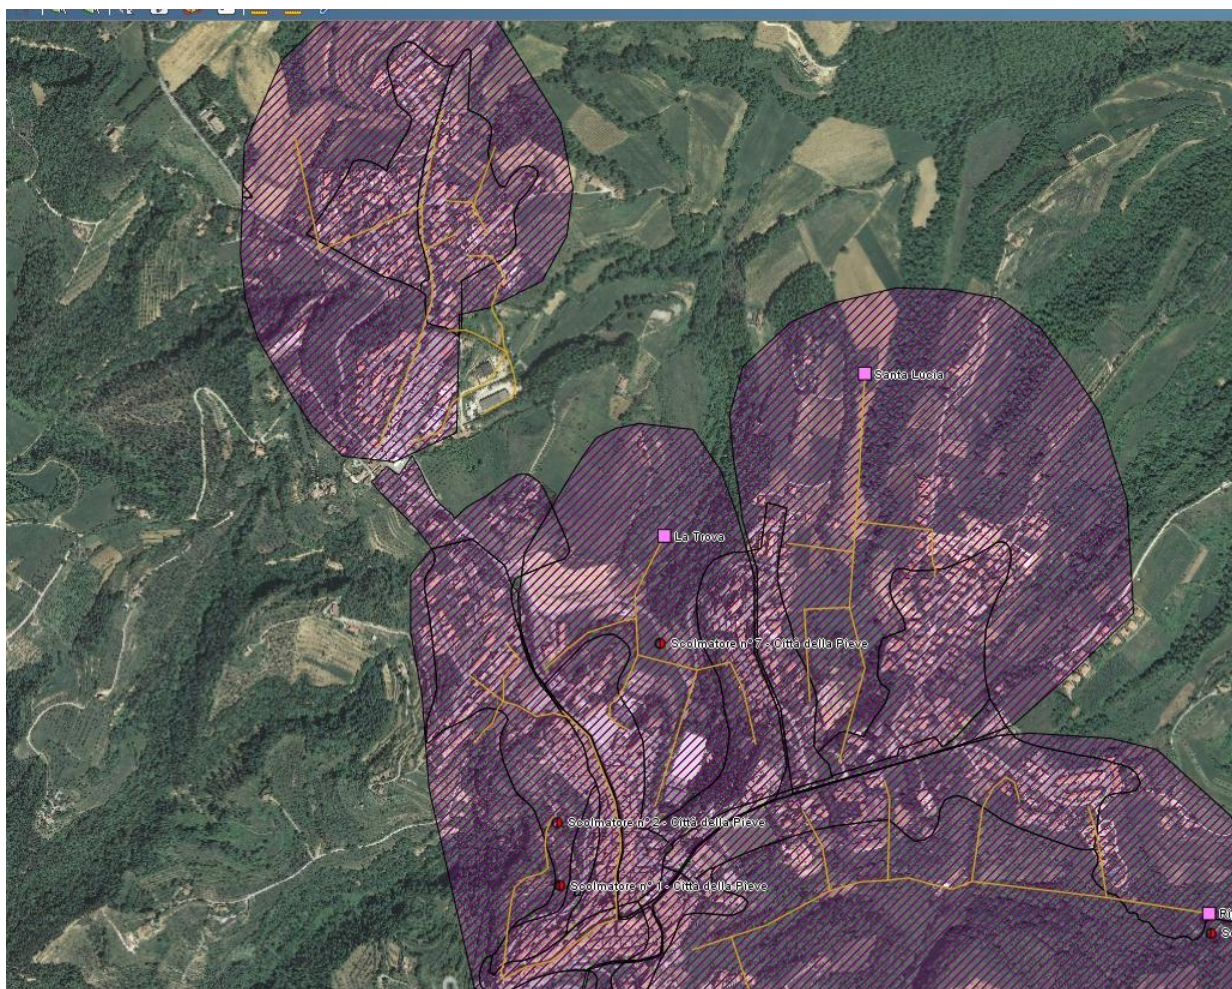 Santa Lucia
La Trova
Scolmatore n° 7 - Città della Pieve
Scolmatore n° 2 - Città della Pieve
Scolmatore n° 1 - Città della Pieve